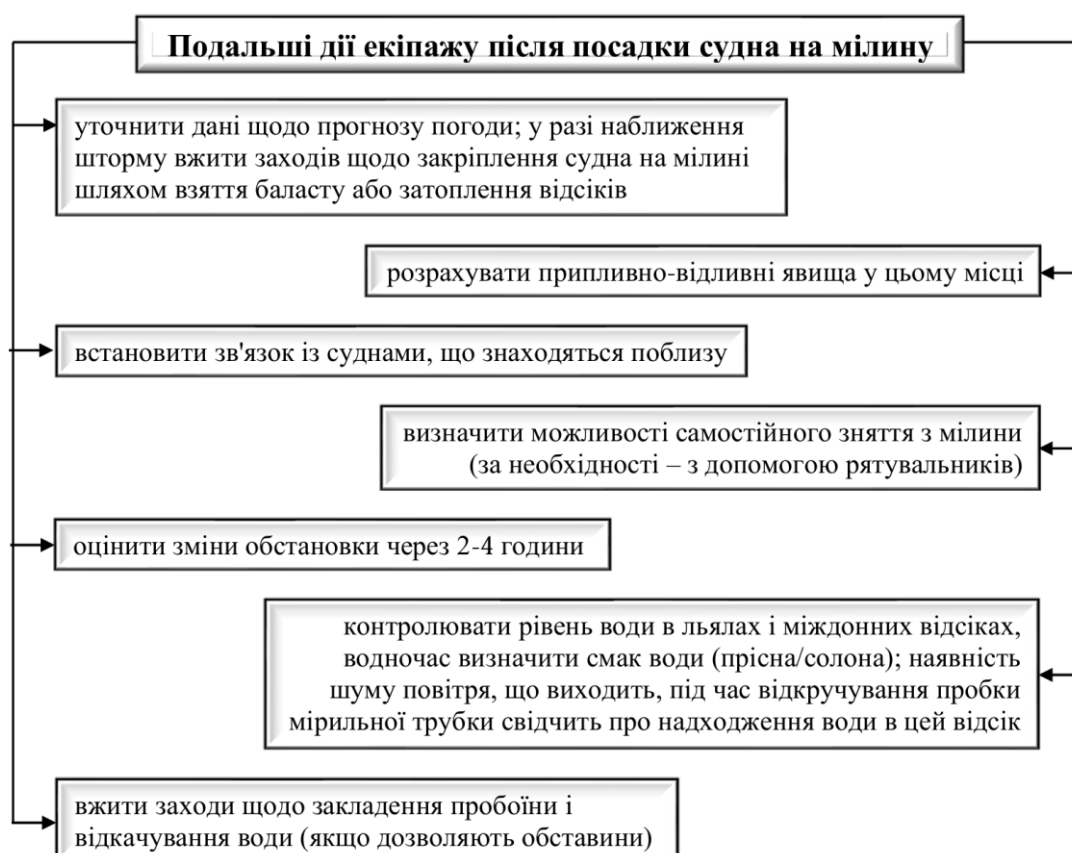 Подальші дії екіпажу після посадки судна на мілину
уточнити дані щодо прогнозу погоди; у разі наближення
шторму вжити заходів щодо закріплення судна на мілині
шляхом взяття баласту або затоплення відсіків
розрахувати припливно-відливні явища у цьому місці
встановити зв'язок із суднами, що знаходяться поблизу
визначити можливості самостійного зняття з мілини
(за необхідності – з допомогою рятувальників)
оцінити зміни обстановки через 2-4 години
контролювати рівень води в льялах і міждонних відсіках,
водночас визначити смак води (прісна/солона); наявність
шуму повітря, що виходить, під час відкручування пробки
мірильної трубки свідчить про надходження води в цей відсік
вжити заходи щодо закладення пробоїни і
відкачування води (якщо дозволяють обставини)